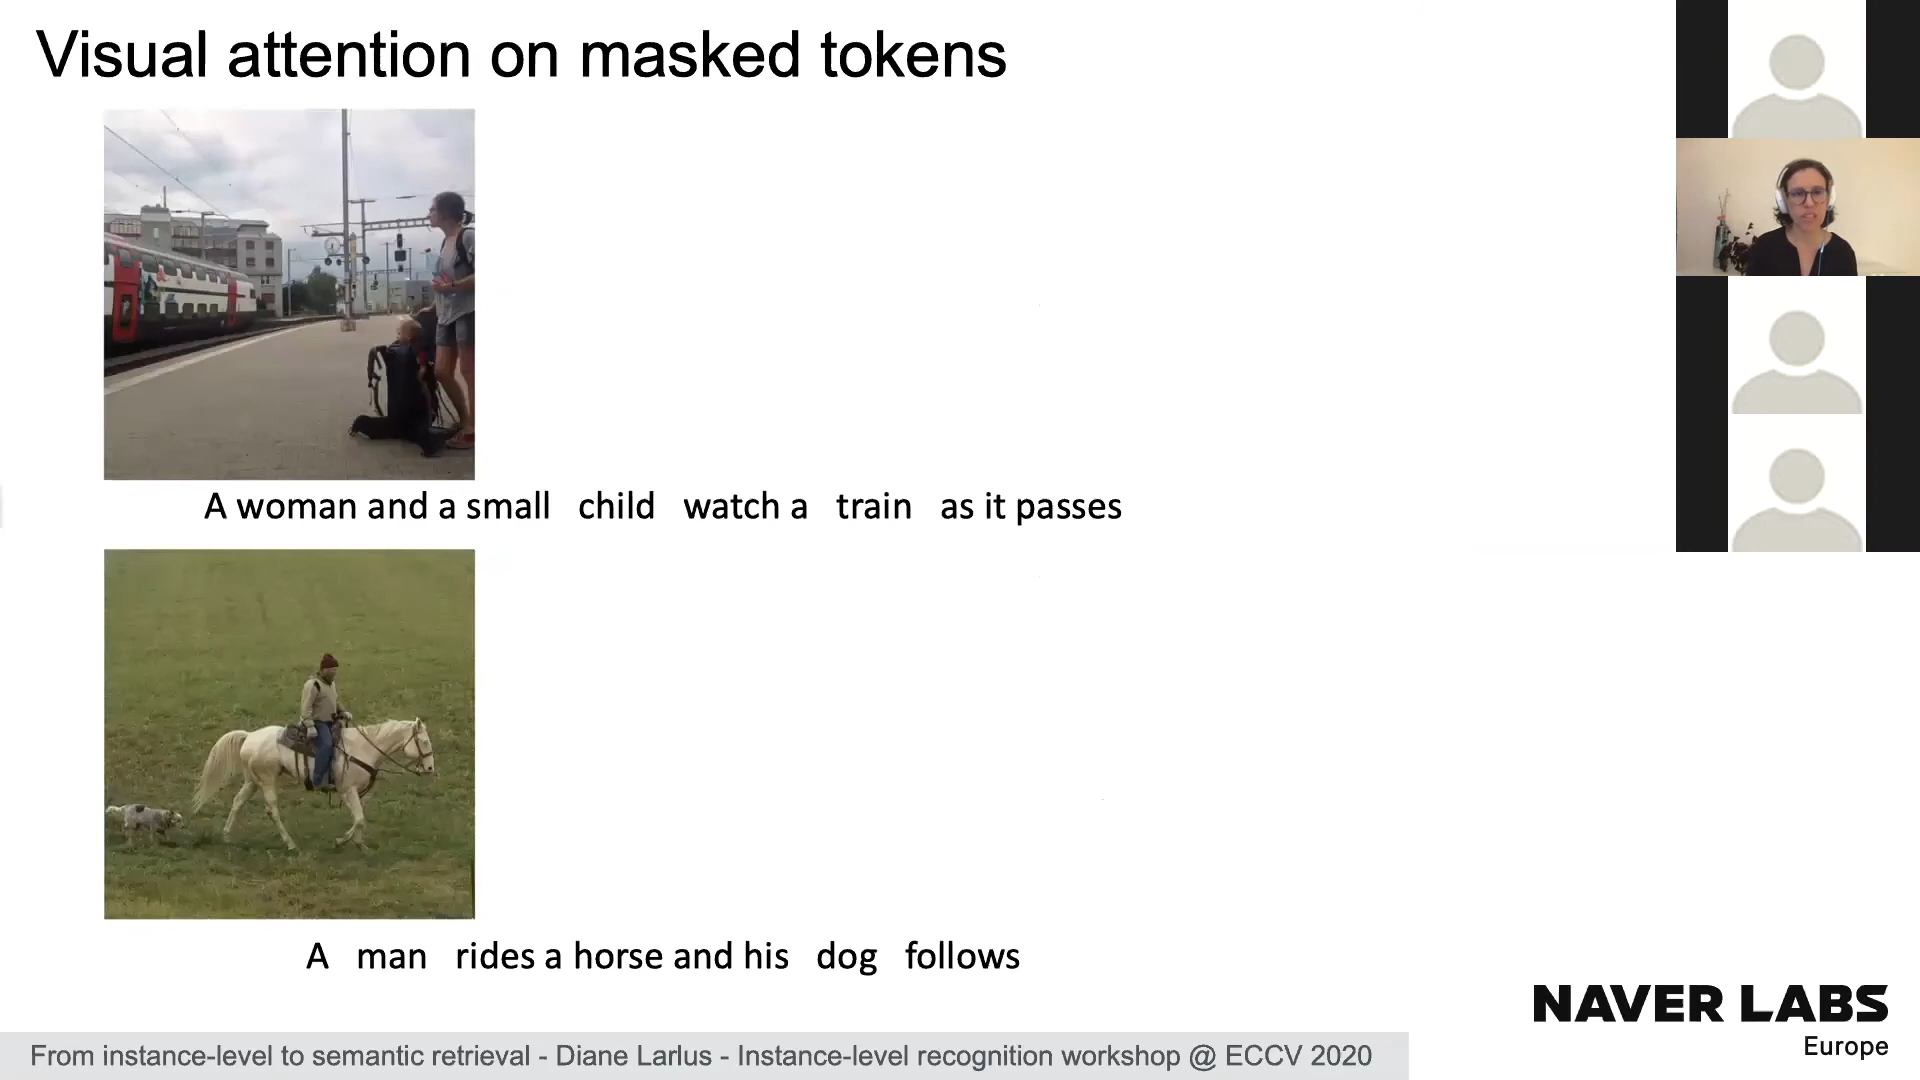 Visual attention on masked tokens
A woman and a small child watch a train as it passes
A man rides a horse and his dog follows
NAVER LABS
Europe
From instance-level to semantic retrieval - Diane Larlus - Instance-level recognition workshop @ ECCV 2020